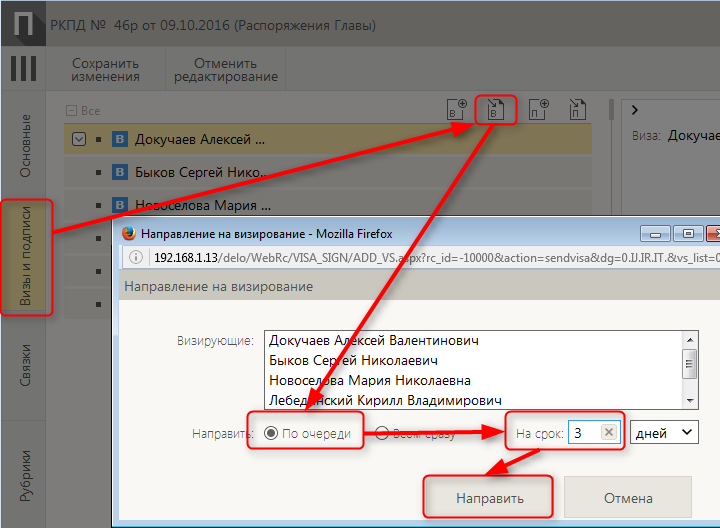 П
РКПД № 46р от 09.10.2016 (Распоряжения Главы)
Сохранить
изменения
Отменить
редактирование
Основные
Визы и подписи
Связки
Рубрики
Все
В
В
П
П
В Докучаев Алексей ...
В Быков Сергей Нико...
В Новоселова Мария ...
Виза: Докучае
Направление на визирование - Mozilla Firefox
192.168.1.13/delo/WebRc/VISA_SIGN/ADD_VS.aspx?rc_id=-10000&action=sendvisa&dg=0.IJ.IR.IT.&vs_list=0
Направление на визирование
Визирующие:
Докучаев Алексей Валентинович
Быков Сергей Николаевич
Новоселова Мария Николаевна
Лебединский Кирилл Владимирович
Направить: По очереди Всем сразу На срок: 3 дней
Направить Отмена